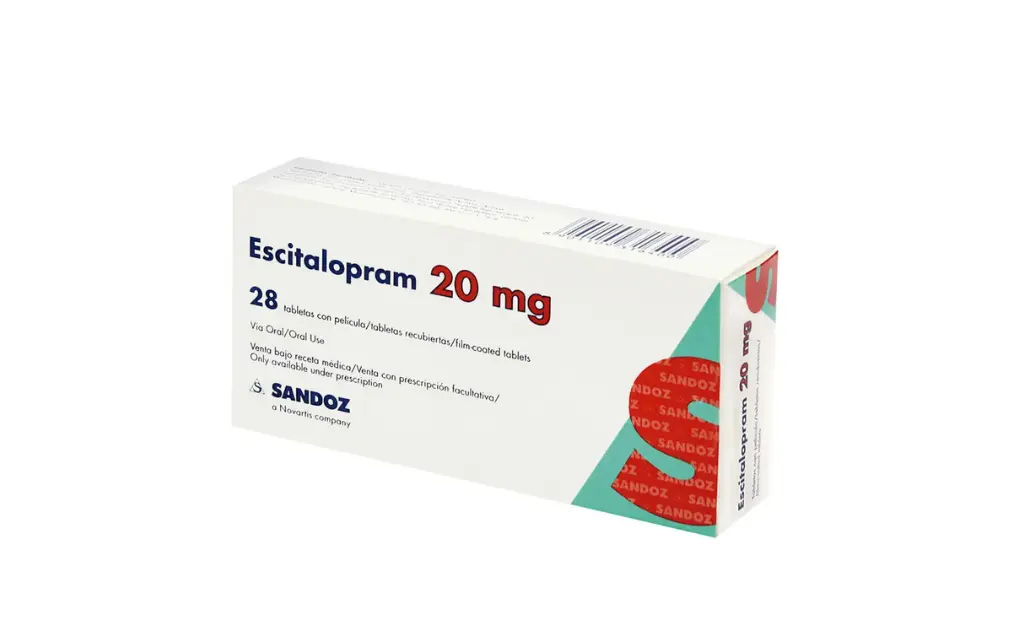 Escitalopram 20 mg
28 tabletas con película/tabletas recubiertas/film-coated tablets
Via Oral/Oral Use
Venta bajo receta médica/Venta con prescripción facultativa/
Only available under prescription
S. SANDOZ
a Novartis company
SANDOZ
SANDOZ
SANDOZ
SANDOZ
SANDOZ
SANDOZ
Escitalopram 20 mg